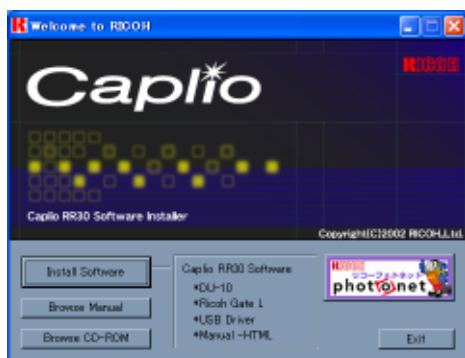 Welcome to RICOH
RICOH
Caplio
Caplio RR30 Software Installer
Copyright(C)2002 RICOH,Ltd.
Install Software
Browse Manual
Browse CD-ROM
Caplio RR30 Software
*DU-10
*Ricoh Gate L
*USB Driver
*Manual-HTML
RICOH
リコーフォトネット
photo net
Exit